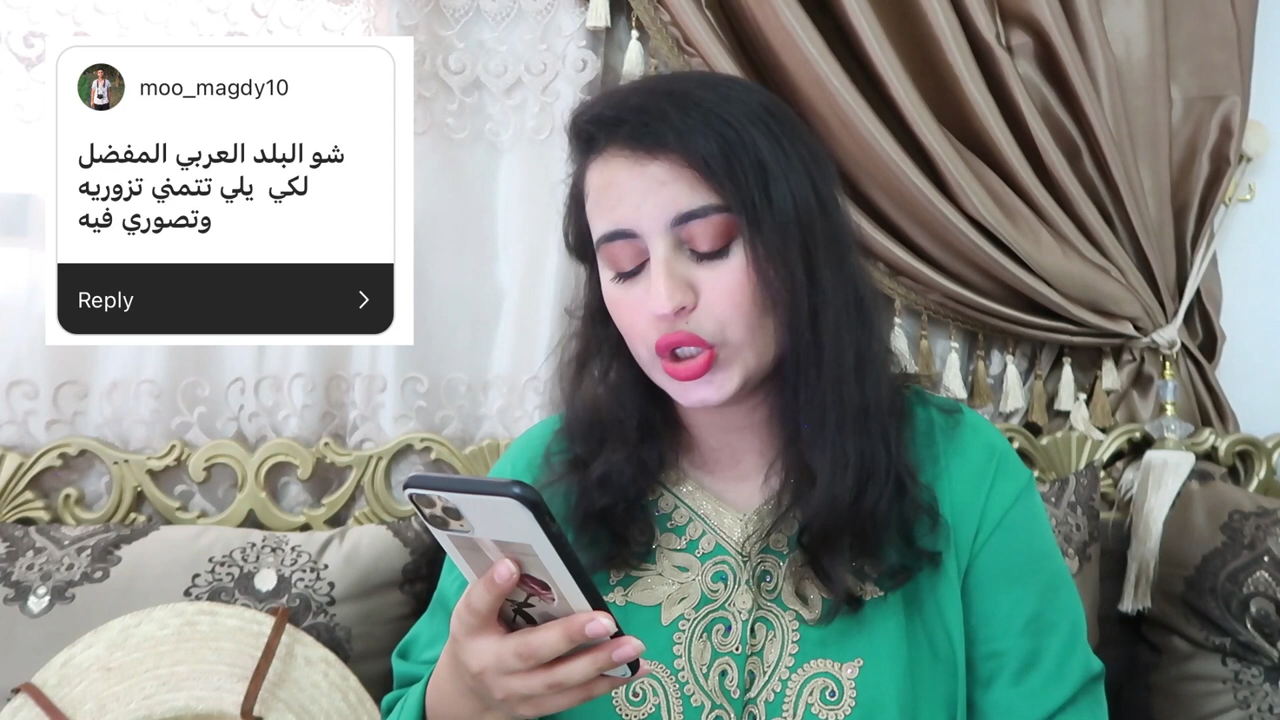 moo_magdy10
شو البلد العربي المفضل
لكي يلي تتمني تزوريه
وتصوري فيه
Reply